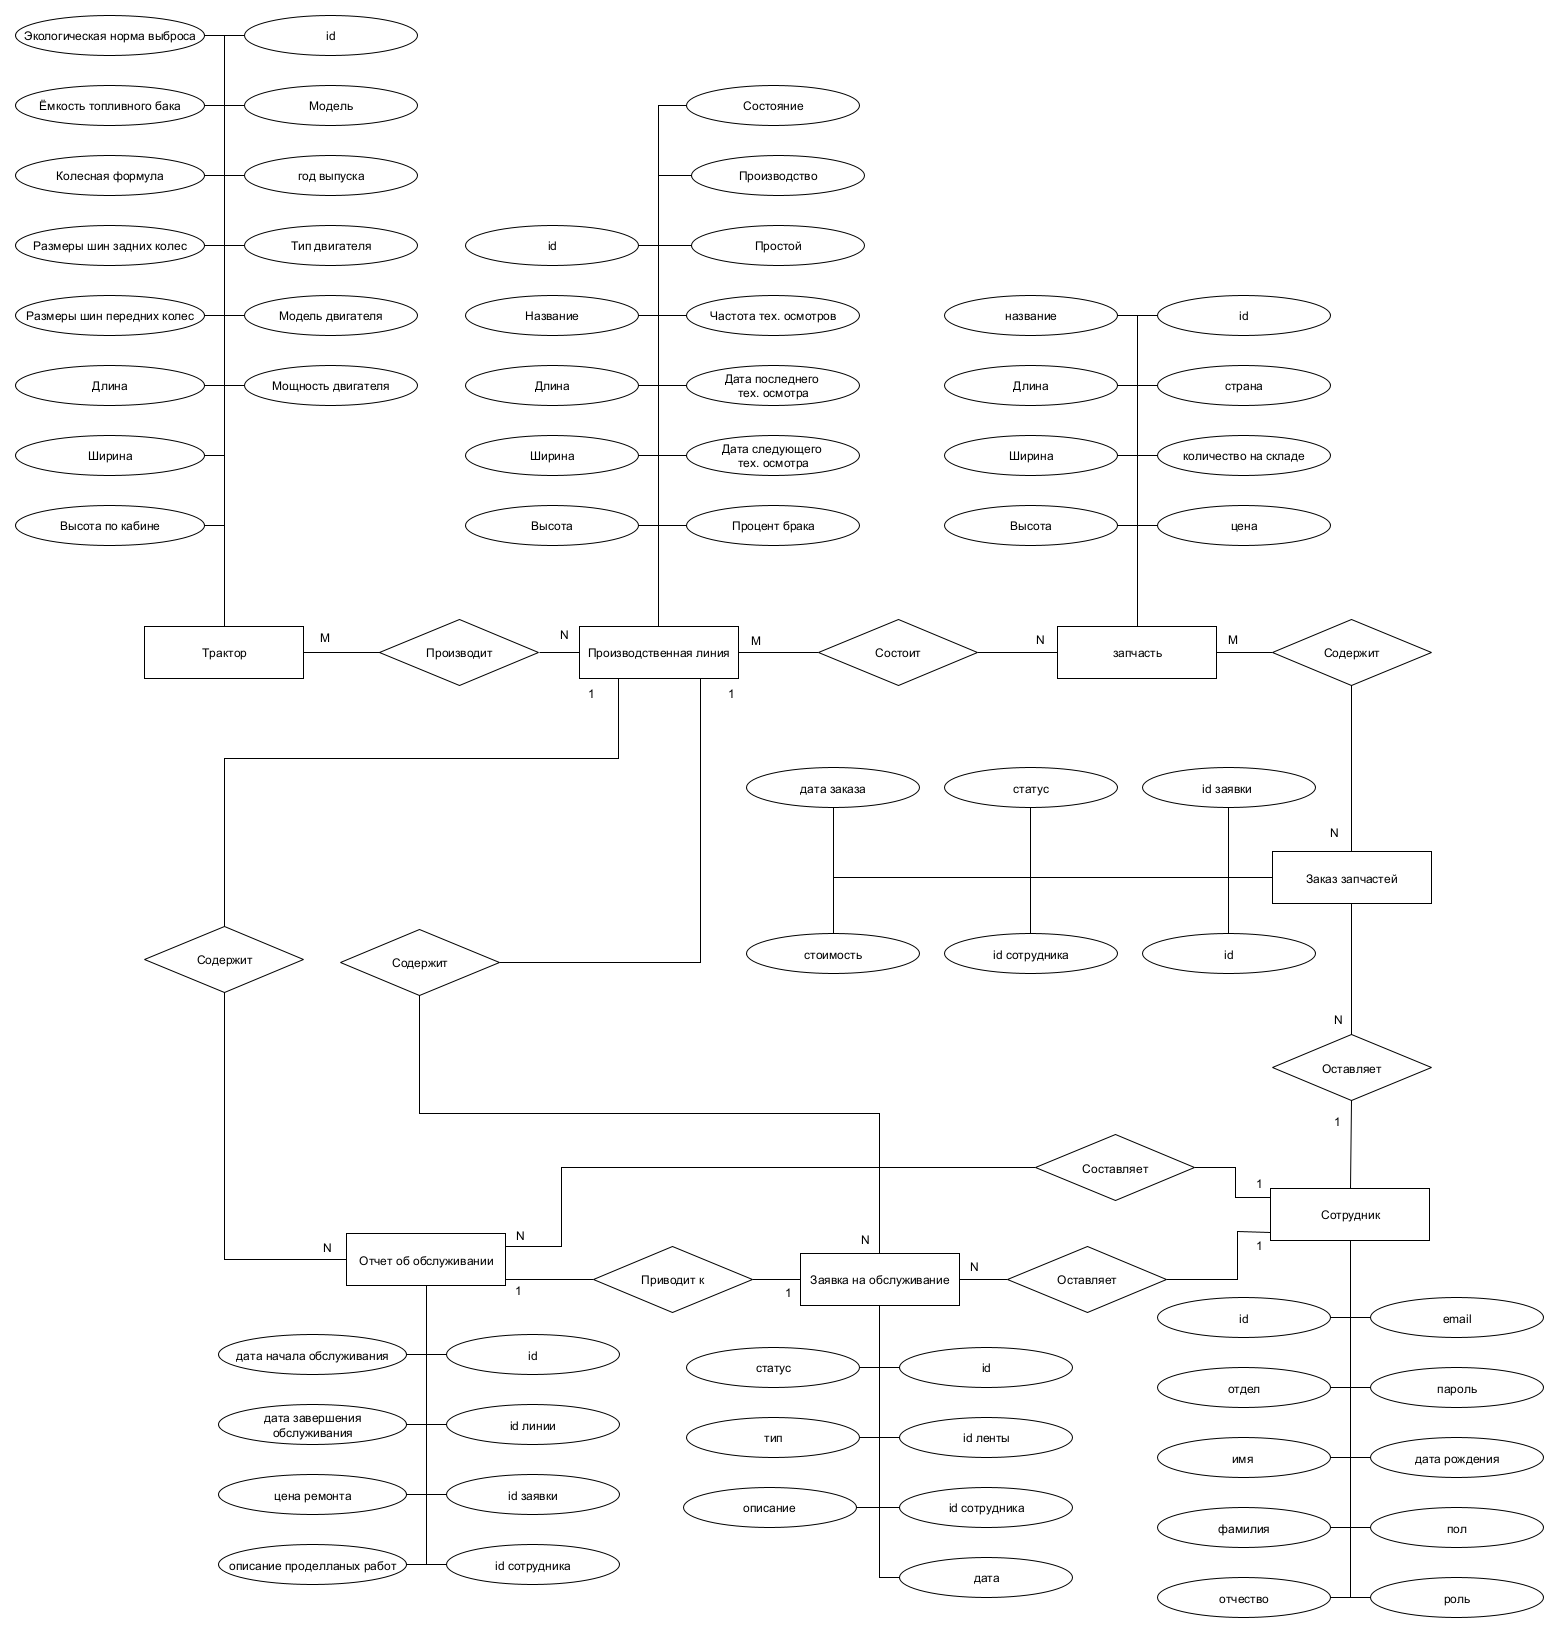 Экологическая норма выброса
id
Ёмкость топливного бака
Модель
Состояние
Колесная формула
год выпуска
Производство
Размеры шин задних колес
Тип двигателя
id
Простой
Размеры шин передних колес
Модель двигателя
Название
Частота тех. осмотров
название
id
Длина
Мощность двигателя
Длина
Дата последнего
тех. осмотра
Длина
страна
Ширина
Ширина
Дата следующего
тех. осмотра
Ширина
количество на складе
Высота по кабине
Высота
Процент брака
Высота
цена
Трактор
M
Производит
N
Производственная линия
M
Состоит
N
запчасть
M
Содержит
1
1
дата заказа
статус
id заявки
N
Заказ запчастей
стоимость
id сотрудника
id
Содержит
Содержит
N
Оставляет
1
Составляет
1
Сотрудник
N
N
N
1
Отчет об обслуживании
1
Приводит к
1
Заявка на обслуживание
N
Оставляет
id
email
дата начала обслуживания
id
статус
id
отдел
пароль
дата завершения
обслуживания
id линии
тип
id ленты
имя
дата рождения
цена ремонта
id заявки
описание
id сотрудника
фамилия
пол
описание проделланых работ
id сотрудника
дата
отчество
роль